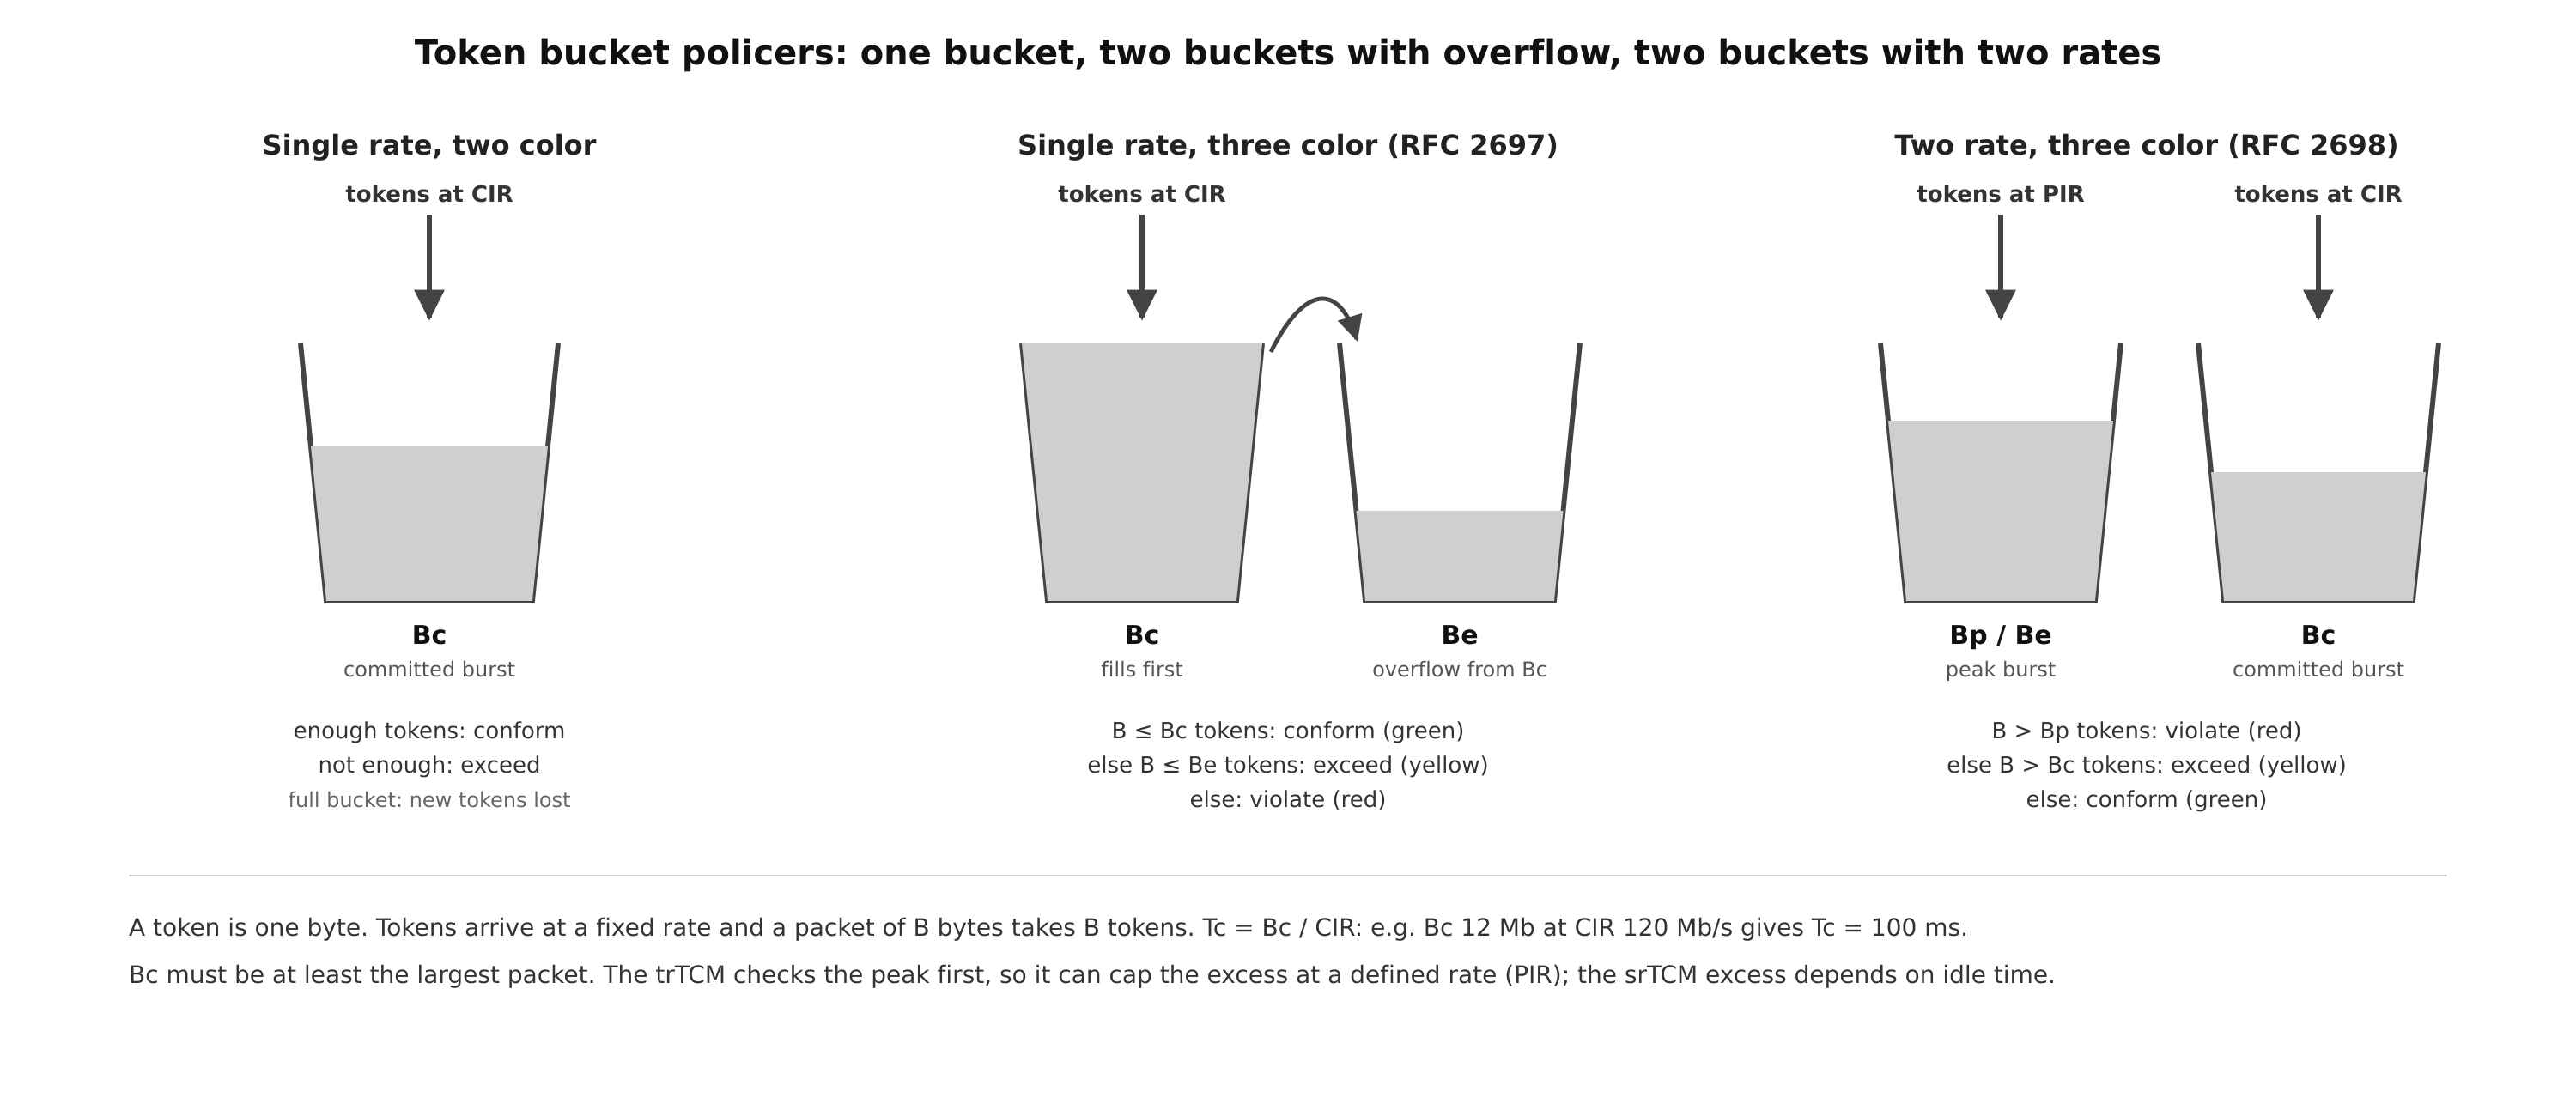 Token bucket policers: one bucket, two buckets with overflow, two buckets with two rates
Single rate, two color
tokens at CIR
Bc
committed burst
enough tokens: conform
not enough: exceed
full bucket: new tokens lost
Single rate, three color (RFC 2697)
tokens at CIR
Bc
fills first
Be
overflow from Bc
B ≤ Bc tokens: conform (green)
else B ≤ Be tokens: exceed (yellow)
else: violate (red)
Two rate, three color (RFC 2698)
tokens at PIR
tokens at CIR
Bp / Be
peak burst
Bc
committed burst
B > Bp tokens: violate (red)
else B > Bc tokens: exceed (yellow)
else: conform (green)
A token is one byte. Tokens arrive at a fixed rate and a packet of B bytes takes B tokens. Tc = Bc / CIR: e.g. Bc 12 Mb at CIR 120 Mb/s gives Tc = 100 ms.
Bc must be at least the largest packet. The trTCM checks the peak first, so it can cap the excess at a defined rate (PIR); the srTCM excess depends on idle time.